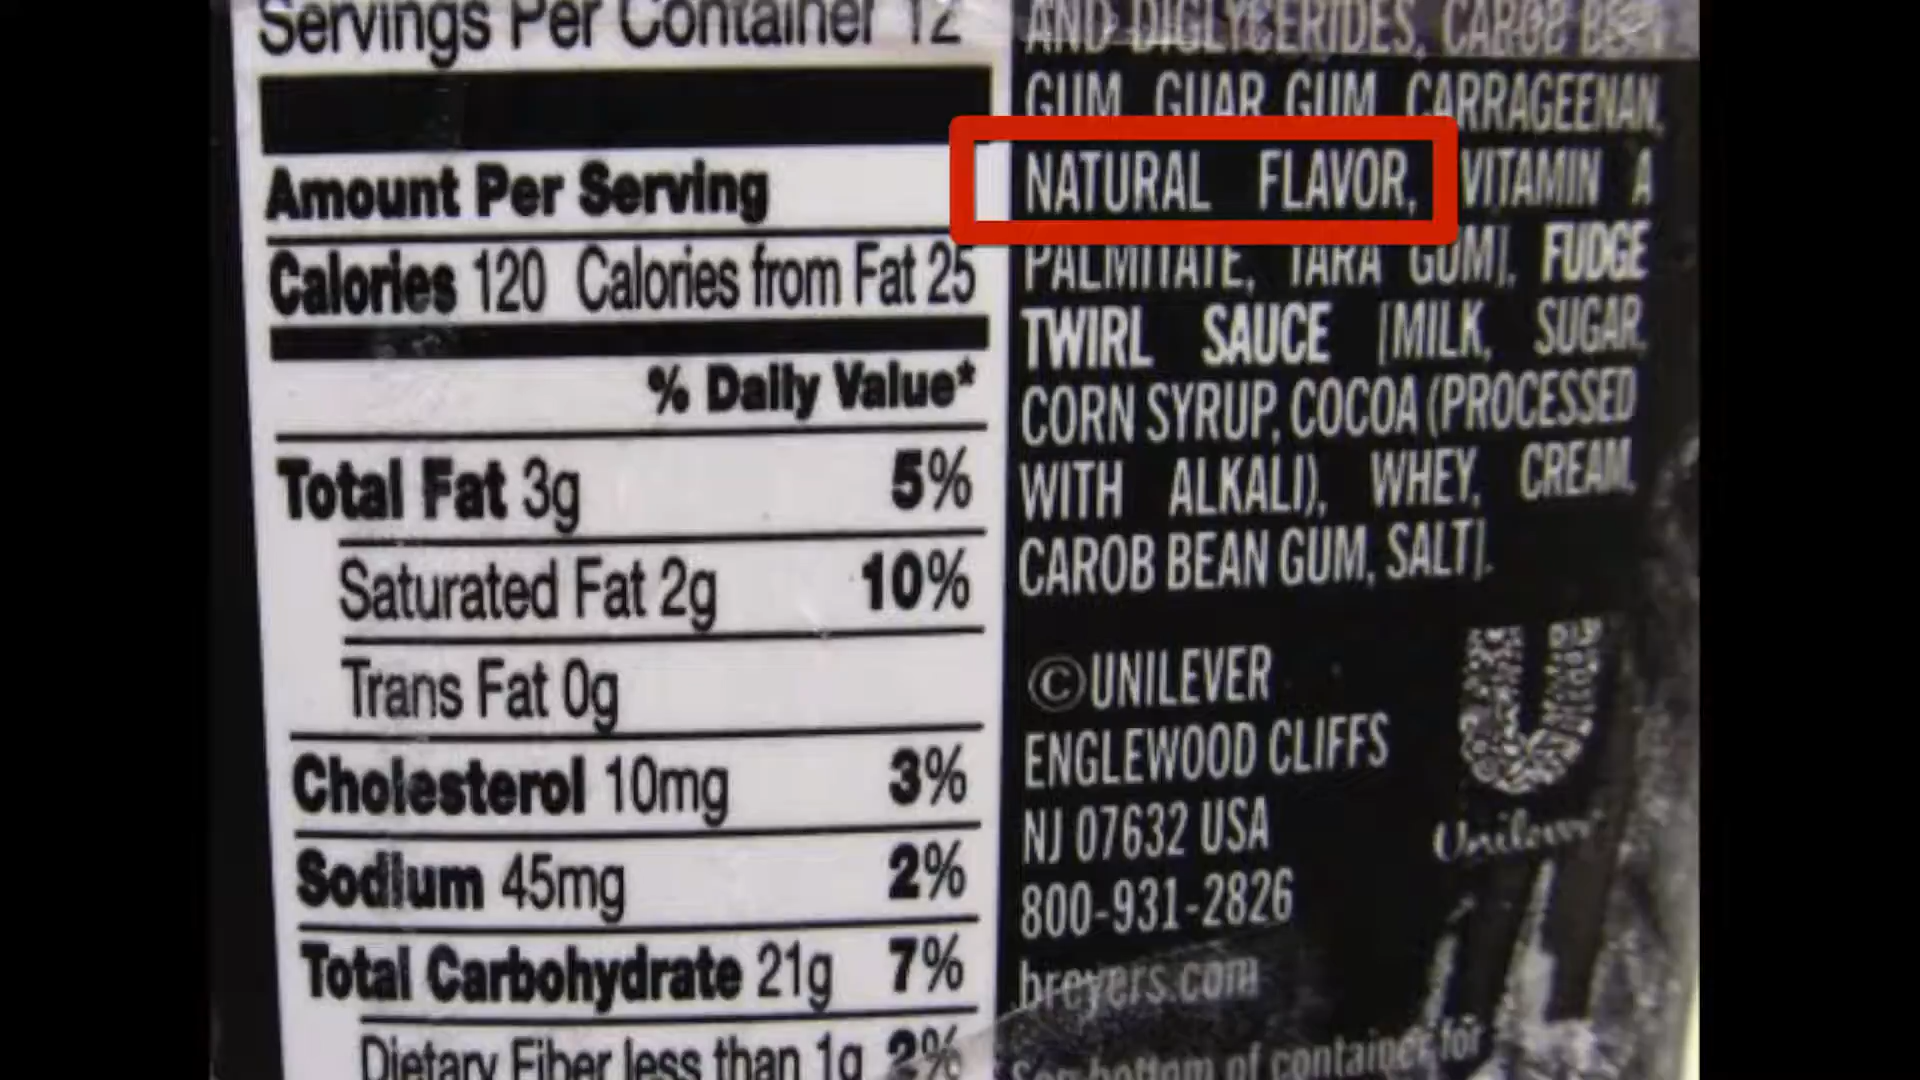 Servings Per Container 12
Amount Per Serving
Calories 120 Calories from Fat 25
% Daily Value*
Total Fat 3g 5%
Saturated Fat 2g 10%
Trans Fat 0g
Cholesterol 10mg 3%
Sodium 45mg 2%
Total Carbohydrate 21g 7%
Dietary Fiber less than 1g 2%
AND DIGLYCERIDES, CAROB BEAN
GUM, GUAR GUM, CARRAGEENAN,
NATURAL FLAVOR, VITAMIN A
PALMITATE, TARA GUM], FUDGE
TWIRL SAUCE [MILK, SUGAR,
CORN SYRUP, COCOA (PROCESSED
WITH ALKALI), WHEY, CREAM,
CAROB BEAN GUM, SALT].
©UNILEVER
ENGLEWOOD CLIFFS
NJ 07632 USA
800-931-2826
breyers.com
Unilever
See bottom of container for